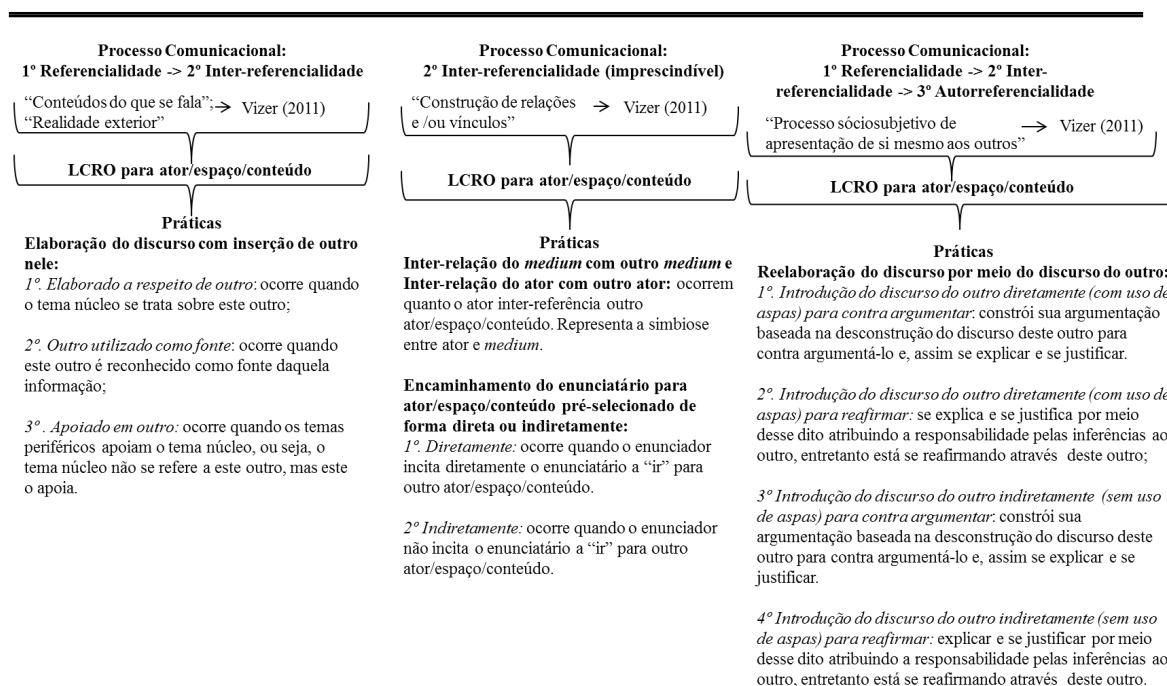 Processo Comunicacional:
1º Referencialidade -> 2º Inter-referencialidade
“Conteúdos do que se fala”; → Vizer (2011)
“Realidade exterior”
LCRO para ator/espaço/conteúdo
Práticas
Elaboração do discurso com inserção de outro
nele:
1º. Elaborado a respeito de outro: ocorre quando
o tema núcleo se trata sobre este outro;
2º. Outro utilizado como fonte: ocorre quando
este outro é reconhecido como fonte daquela
informação;
3º . Apoiado em outro: ocorre quando os temas
periféricos apoiam o tema núcleo, ou seja, o
tema núcleo não se refere a este outro, mas este
o apoia.
Processo Comunicacional:
2º Inter-referencialidade (imprescindível)
“Construção de relações → Vizer (2011)
e /ou vínculos”
LCRO para ator/espaço/conteúdo
Práticas
Inter-relação do medium com outro medium e
Inter-relação do ator com outro ator: ocorrem
quanto o ator inter-referência outro
ator/espaço/conteúdo. Representa a simbiose
entre ator e medium.
Encaminhamento do enunciatário para
ator/espaço/conteúdo pré-selecionado de
forma direta ou indiretamente:
1º. Diretamente: ocorre quando o enunciador
incita diretamente o enunciatário a “ir” para
outro ator/espaço/conteúdo.
2º Indiretamente: ocorre quando o enunciador
não incita o enunciatário a “ir” para outro
ator/espaço/conteúdo.
Processo Comunicacional:
1º Referencialidade -> 2º Inter-
referencialidade -> 3º Autorreferencialidade
“Processo sóciosubjetivo de → Vizer (2011)
apresentação de si mesmo aos outros”
LCRO para ator/espaço/conteúdo
Práticas
Reelaboração do discurso por meio do discurso do outro:
1º. Introdução do discurso do outro diretamente (com uso de
aspas) para contra argumentar: constrói sua argumentação
baseada na desconstrução do discurso deste outro para
contra argumentá-lo e, assim se explicar e se justificar.
2º. Introdução do discurso do outro diretamente (com uso de
aspas) para reafirmar: se explica e se justifica por meio
desse dito atribuindo a responsabilidade pelas inferências ao
outro, entretanto está se reafirmando através deste outro;
3º Introdução do discurso do outro indiretamente (sem uso
de aspas) para contra argumentar: constrói sua
argumentação baseada na desconstrução do discurso deste
outro para contra argumentá-lo e, assim se explicar e se
justificar.
4º Introdução do discurso do outro indiretamente (sem uso
de aspas) para reafirmar: explicar e se justificar por meio
desse dito atribuindo a responsabilidade pelas inferências ao
outro, entretanto está se reafirmando através deste outro.